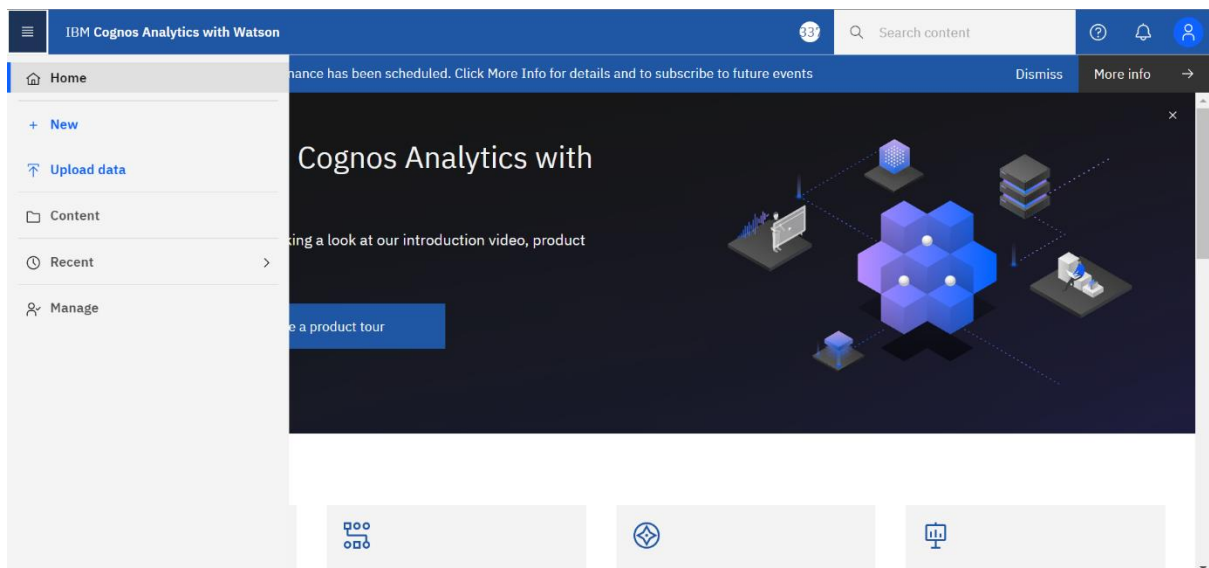 IBM Cognos Analytics with Watson
Search content
Home
nance has been scheduled. Click More Info for details and to subscribe to future events
Dismiss
More info
New
Upload data
Content
Recent
Manage
Cognos Analytics with
king a look at our introduction video, product
e a product tour